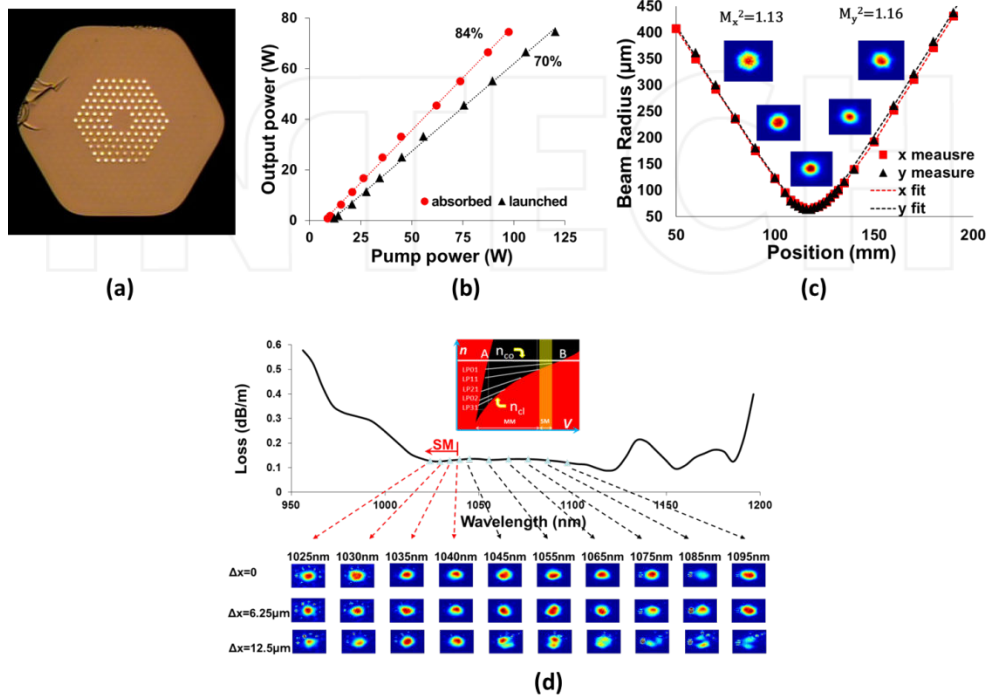 INTECH
Output power (W)
80
60
40
20
0
84%
70%
absorbed
launched
0
25
50
75
100
125
Pump power (W)
Beam Radius (µm)
450
400
350
300
250
200
150
100
50
Mx²=1.13
My²=1.16
x meausre
y measure
x fit
y fit
50
100
150
200
Position (mm)
(a)
(b)
(c)
Loss (dB/m)
0.6
0.5
0.4
0.3
0.2
0.1
0
n
A
nco
B
LP01
LP11
LP21
LP02
LP31
ncl
MM
SM
V
SM
950
1000
1050
1100
1150
1200
Wavelength (nm)
1025nm 1030nm 1035nm 1040nm 1045nm 1055nm 1065nm 1075nm 1085nm 1095nm
Δx=0
Δx=6.25µm
Δx=12.5µm
(d)